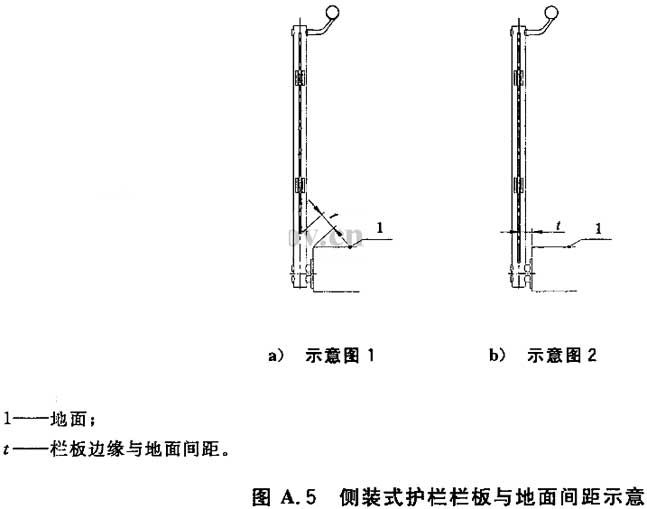 t
1
t
1
ov.cn
a) 示意图 1
b) 示意图 2
1——地面；
t——栏板边缘与地面间距。
图 A.5 侧装式护栏栏板与地面间距示意